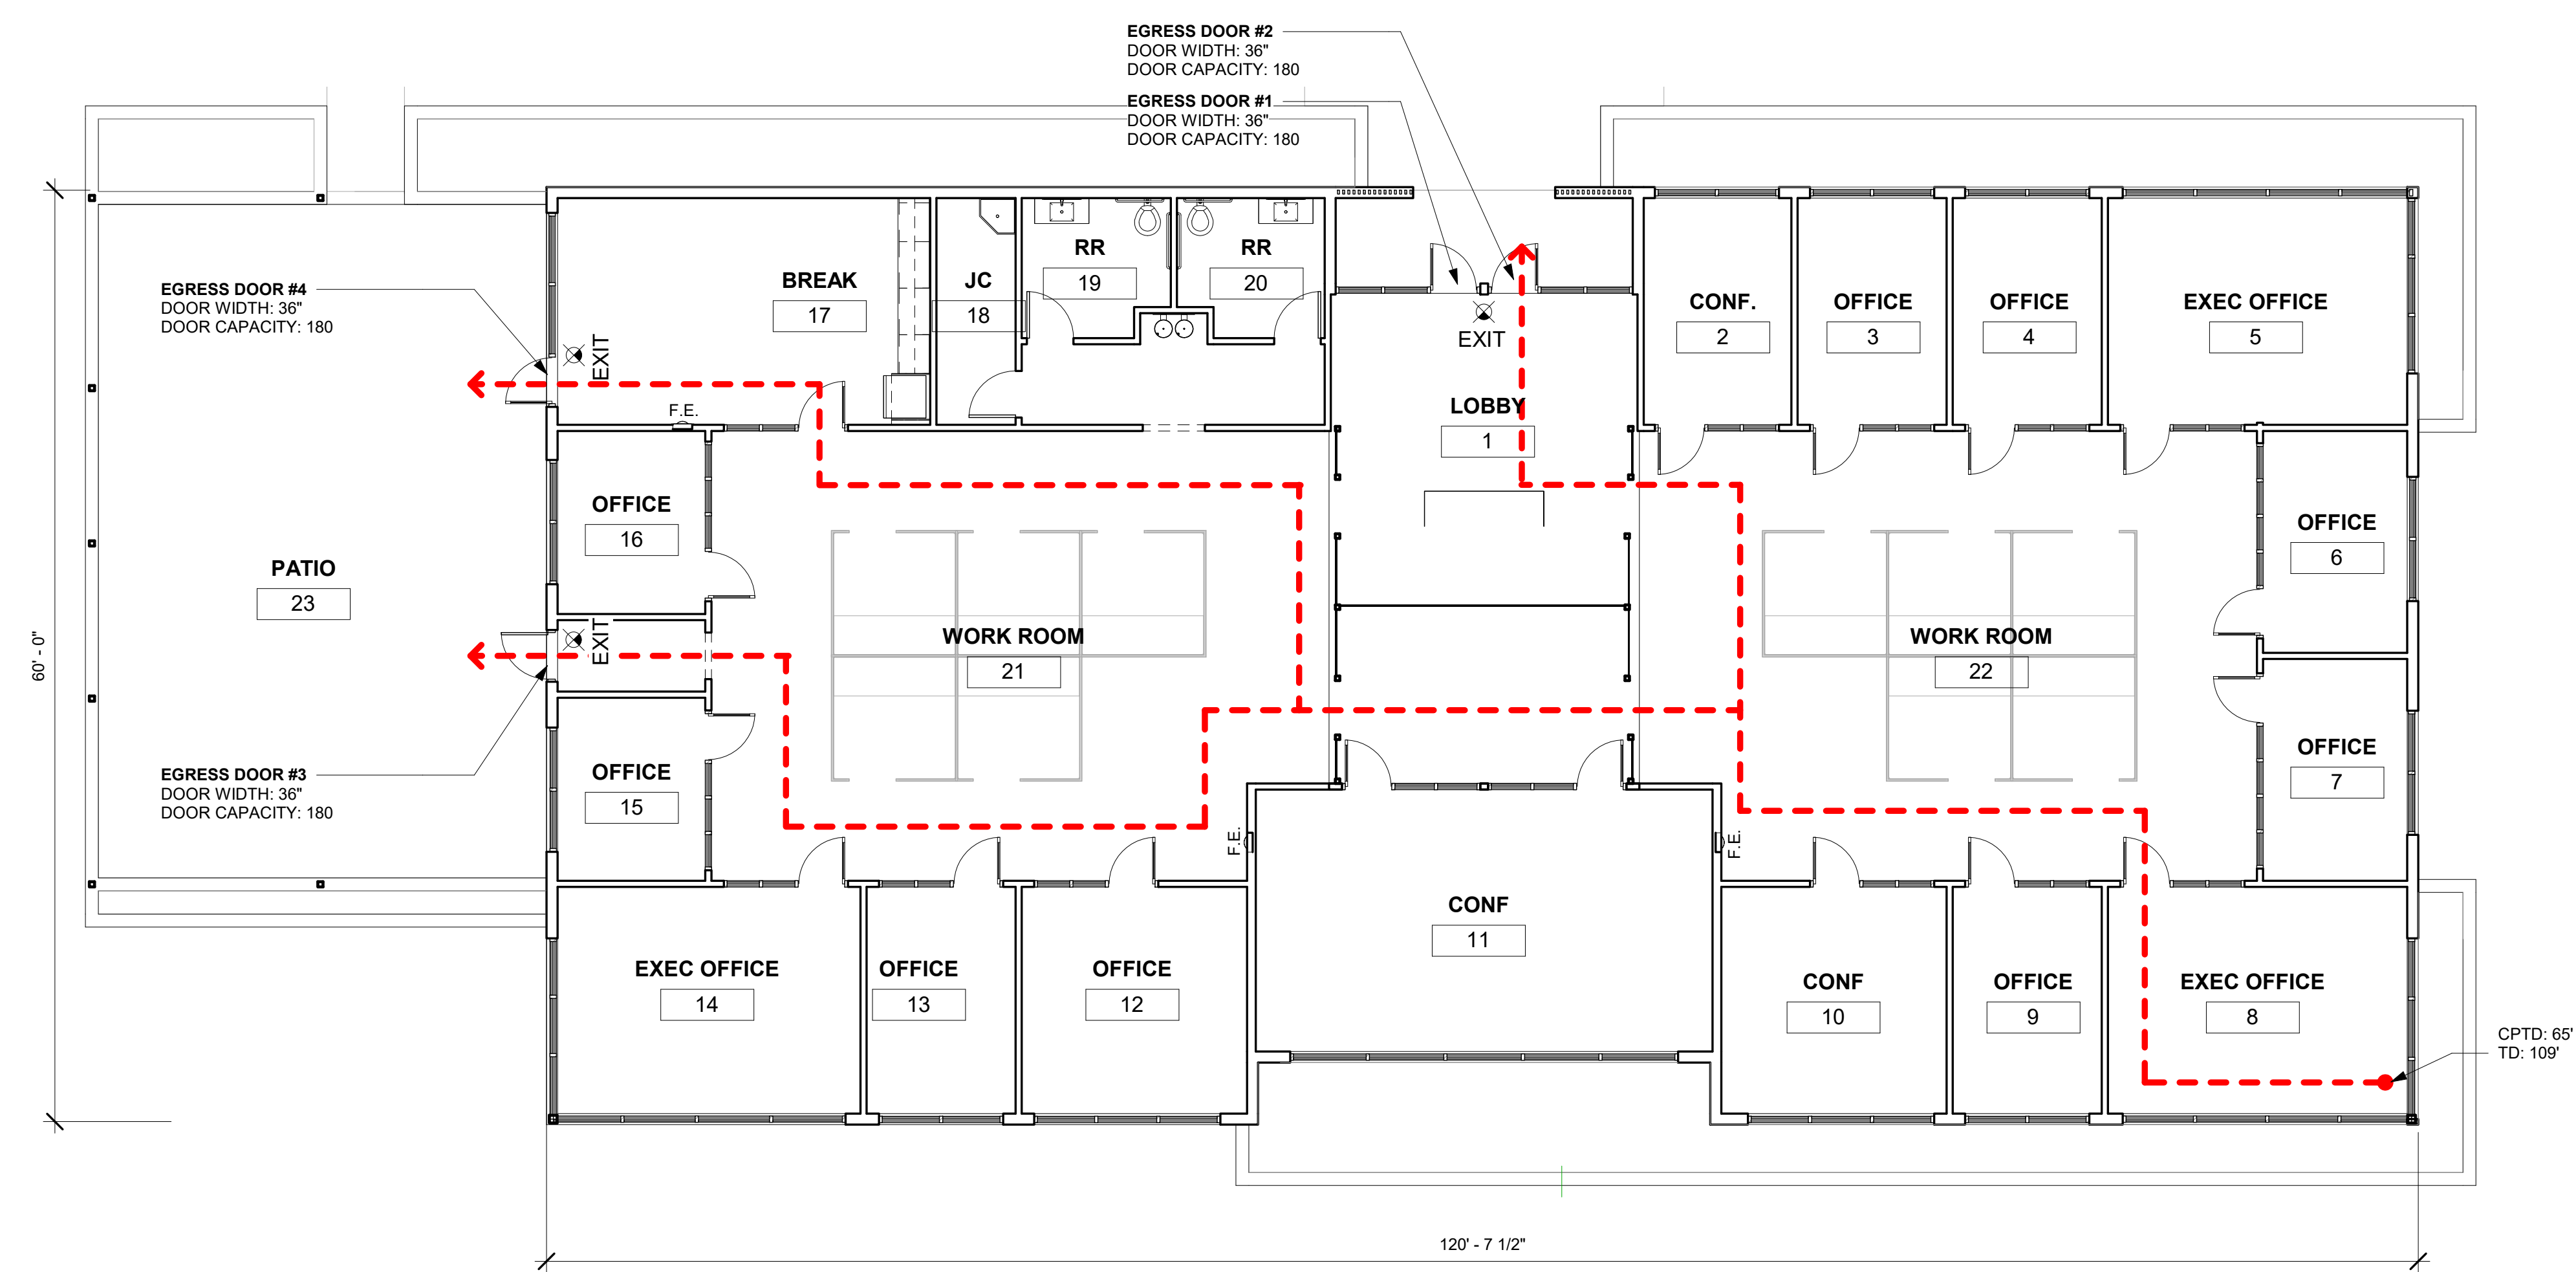 EGRESS DOOR #2
DOOR WIDTH: 36"
DOOR CAPACITY: 180
EGRESS DOOR #1
DOOR WIDTH: 36"
DOOR CAPACITY: 180
EGRESS DOOR #4
DOOR WIDTH: 36"
DOOR CAPACITY: 180
BREAK
17
JC
18
RR
19
RR
20
EXIT
EXIT
F.E.
LOBBY
1
CONF.
2
OFFICE
3
OFFICE
4
EXEC OFFICE
5
OFFICE
16
OFFICE
6
PATIO
23
EXIT
WORK ROOM
21
WORK ROOM
22
60' - 0"
EGRESS DOOR #3
DOOR WIDTH: 36"
DOOR CAPACITY: 180
OFFICE
15
OFFICE
7
F.E.
F.E.
CONF
11
EXEC OFFICE
14
OFFICE
13
OFFICE
12
CONF
10
OFFICE
9
EXEC OFFICE
8
CPTD: 65'
TD: 109'
120' - 7 1/2"